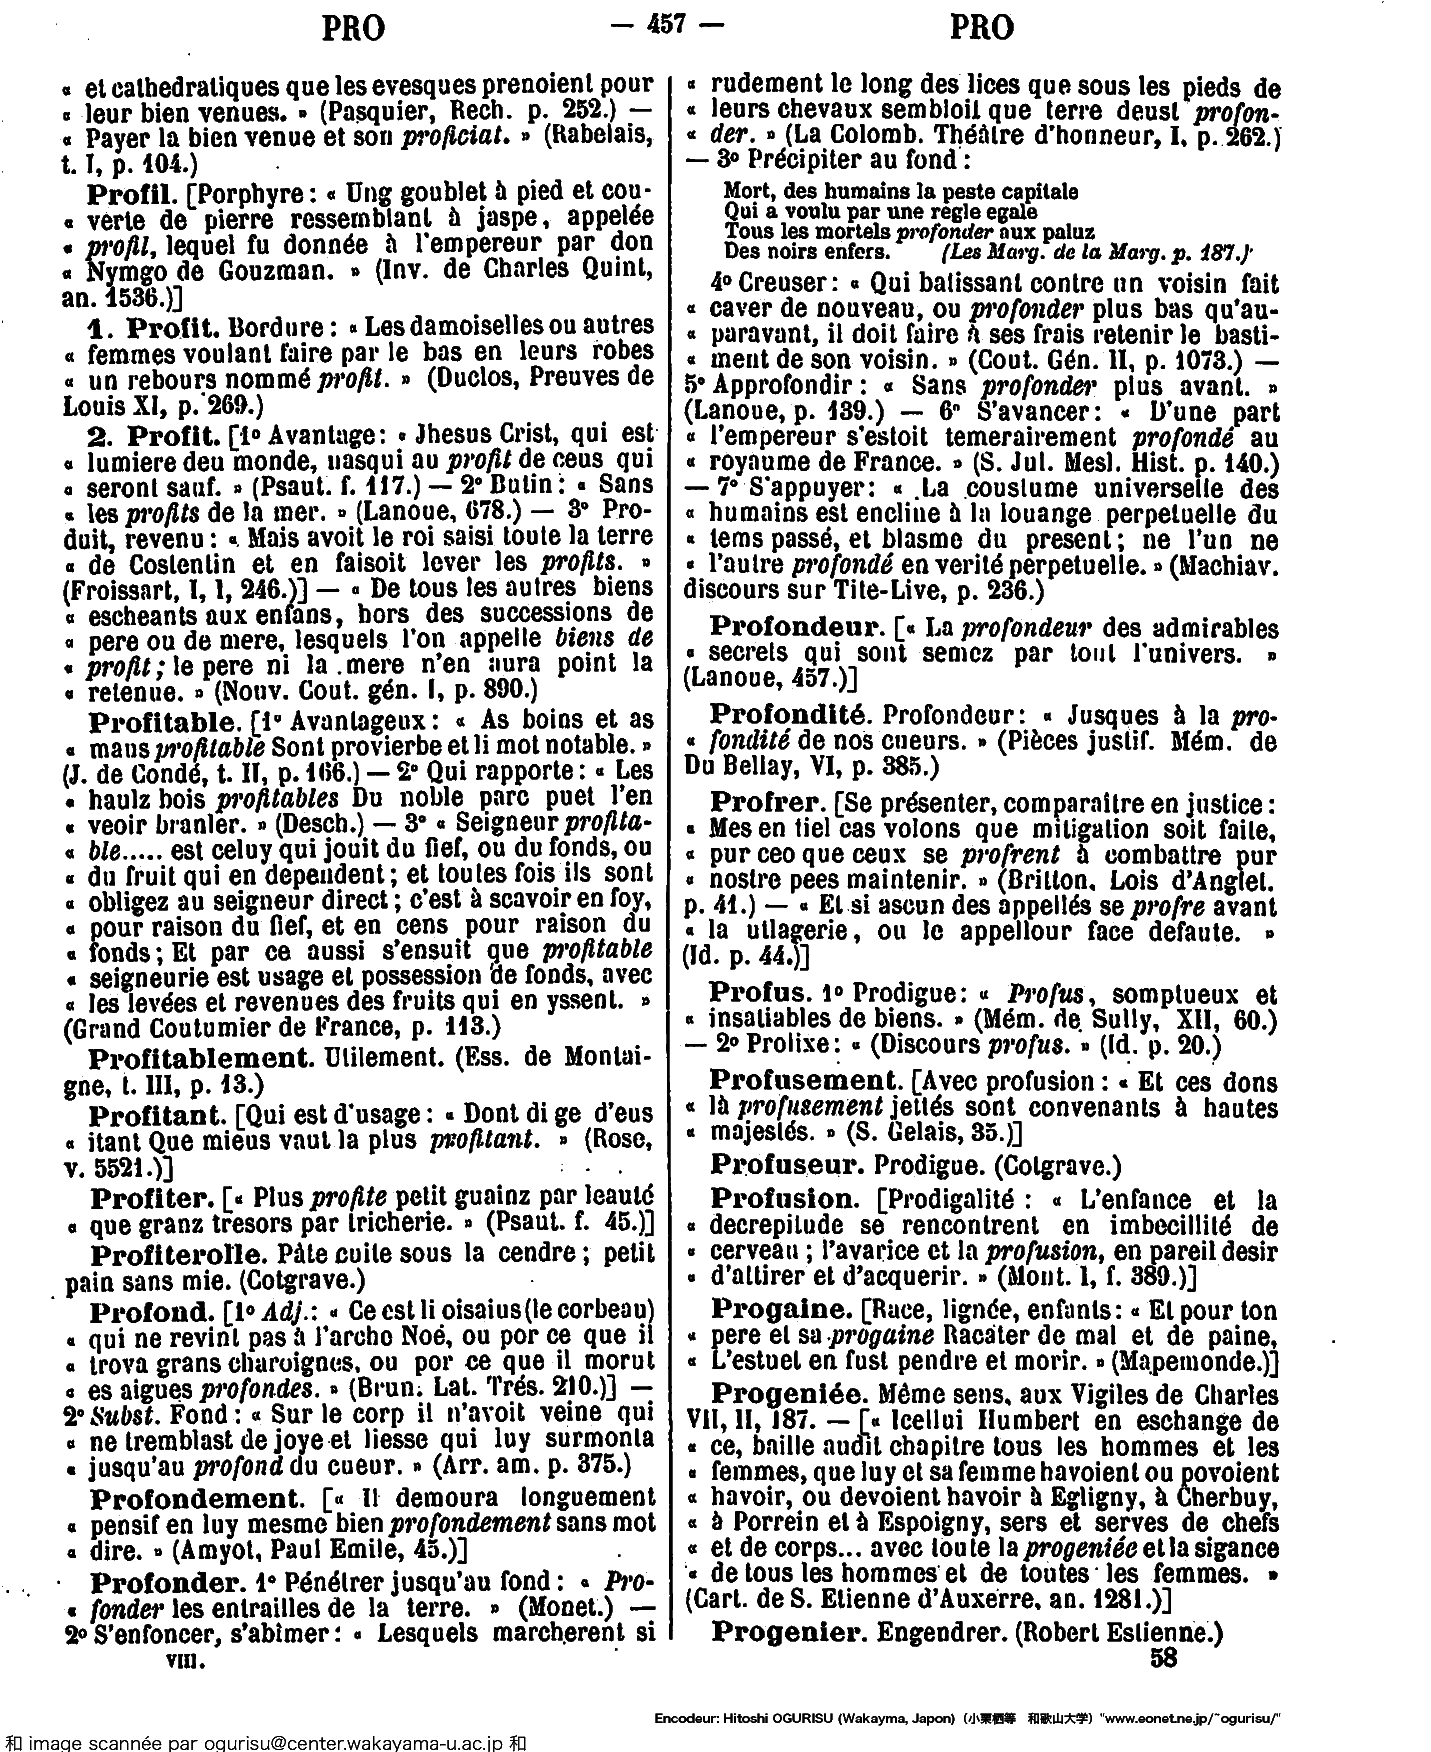 PRO — 457 — PRO
« et cathedratiques que les evesques prenoient pour
« leur bien venues. » (Pasquier, Rech. p. 252.) —
« Payer la bien venue et son proficiat. » (Rabelais,
t. I, p. 104.)
Profil. [Porphyre : « Ung goublet à pied et cou-
« verte de pierre ressemblant à jaspe, appelée
« profil, lequel fu donnée à l'empereur par don
« Nymgo de Gouzman. » (Inv. de Charles Quint,
an. 1536.)]
1. Profit. Bordure : « Les damoiselles ou autres
« femmes voulant faire par le bas en leurs robes
« un rebours nommé profit. » (Duclos, Preuves de
Louis XI, p. 269.)
2. Profit. [1º Avantage : « Jhesus Crist, qui est
« lumiere deu monde, nasqui au profit de ceus qui
« seront sauf. » (Psaut. f. 117.) — 2º Butin : « Sans
« les profits de la mer. » (Lanoue, 678.) — 3º Pro-
duit, revenu : « Mais avoit le roi saisi toute la terre
« de Costentin et en faisoit lever les profits. »
(Froissart, I, I, 246.)] — « De tous les autres biens
« escheants aux enfans, hors des successions de
« pere ou de mere, lesquels l'on appelle biens de
« profit ; le pere ni la mere n'en aura point la
« retenue. » (Nouv. Cout. gén. I, p. 890.)
Profitable. [1º Avantageux : « As boins et as
« maus profitable Sont provierbe et li mot notable. »
(J. de Condé, t. II, p. 166.) — 2º Qui rapporte : « Les
« haulz bois profitables Du noble parc puet l'en
« veoir branler. » (Desch.) — 3º « Seigneur profita-
« ble..... est celuy qui jouit du fief, ou du fonds, ou
« du fruit qui en dependent ; et toutes fois ils sont
« obligez au seigneur direct ; c'est à scavoir en foy,
« pour raison du fief, et en cens pour raison du
« fonds ; Et par ce aussi s'ensuit que profitable
« seigneurie est usage et possession de fonds, avec
« les levées et revenues des fruits qui en yssent. »
(Grand Coutumier de France, p. 113.)
Profitablement. Utilement. (Ess. de Montai-
gne, t. III, p. 13.)
Profitant. [Qui est d'usage : « Dont di ge d'eus
« itant Que mieus vaut la plus profitant. » (Rose,
v. 5521.)]
Profiter. [« Plus profite petit guainz par leauté
« que granz tresors par tricherie. » (Psaut. f. 45.)]
Profiterolle. Pâte cuite sous la cendre ; petit
pain sans mie. (Cotgrave.)
Profond. [1º Adj. : « Ce est li oisaius (le corbeau)
« qui ne revint pas à l'arche Noé, ou por ce que il
« trova grans charoignes, ou por ce que il morut
« es aigues profondes. » (Brun. Lat. Trés. 210.)] —
2º Subst. Fond : « Sur le corp il n'avoit veine qui
« ne tremblast de joye et liesse qui luy surmonta
« jusqu'au profond du cueur. » (Arr. am. p. 375.)
Profondement. [« Il demoura longuement
« pensif en luy mesme bien profondement sans mot
« dire. » (Amyot, Paul Emile, 45.)]
Profonder. 1º Pénétrer jusqu'au fond : « Pro-
« fonder les entrailles de la terre. » (Monet.) —
2º S'enfoncer, s'abîmer : « Lesquels marcherent si
VIII.
« rudement le long des lices que sous les pieds de
« leurs chevaux sembloit que terre deust profon-
« der. » (La Colomb. Théâtre d'honneur, I, p. 262.)
— 3º Précipiter au fond :
Mort, des humains la peste capitale
Qui a voulu par une regle egale
Tous les mortels profonder aux paluz
Des noirs enfers. (Les Marg. de la Marg. p. 187.)
4º Creuser : « Qui batissant contre un voisin fait
« caver de nouveau, ou profonder plus bas qu'au-
« paravant, il doit faire à ses frais retenir le basti-
« ment de son voisin. » (Cout. Gén. II, p. 1073.) —
5º Approfondir : « Sans profonder plus avant. »
(Lanoue, p. 139.) — 6º S'avancer : « D'une part
« l'empereur s'estoit temerairement profondé au
« royaume de France. » (S. Jul. Mesl. Hist. p. 140.)
— 7º S'appuyer : « La coustume universelle des
« humains est encline à la louange perpetuelle du
« tems passé, et blasme du present ; ne l'un ne
« l'autre profondé en verité perpetuelle. » (Machiav.
discours sur Tite-Live, p. 236.)
Profondeur. [« La profondeur des admirables
« secrets qui sont semez par tout l'univers. »
(Lanoue, 457.)]
Profondité. Profondeur : « Jusques à la pro-
« fondité de nos cueurs. » (Pièces justif. Mém. de
Du Bellay, VI, p. 385.)
Profrer. [Se présenter, comparaître en justice :
« Mes en tiel cas volons que mitigation soit faite,
« pur ceo que ceux se profrent à combattre pur
« nostre pees maintenir. » (Britton, Lois d'Anglet.
p. 41.) — « Et si ascun des appellés se profre avant
« la utlagerie, ou le appellour face defaute. »
(Id. p. 44.)]
Profus. 1º Prodigue : « Profus, somptueux et
« insatiables de biens. » (Mém. de Sully, XII, 60.)
— 2º Prolixe : « (Discours profus. » (Id. p. 20.)
Profusement. [Avec profusion : « Et ces dons
« là profusement jettés sont convenants à hautes
« majestés. » (S. Gelais, 35.)]
Profuseur. Prodigue. (Cotgrave.)
Profusion. [Prodigalité : « L'enfance et la
« decrepitude se rencontrent en imbecillité de
« cerveau ; l'avarice et la profusion, en pareil desir
« d'attirer et d'acquerir. » (Mont. I, f. 389.)]
Progaine. [Race, lignée, enfants : « Et pour ton
« pere et sa progaine Racater de mal et de paine,
« L'estuet en fust pendre et morir. » (Mapemonde.)]
Progeniée. Même sens, aux Vigiles de Charles
VII, II, 187. — [« Icellui Humbert en eschange de
« ce, baille audit chapitre tous les hommes et les
« femmes, que luy et sa femme havoient ou povoient
« havoir, ou devoient havoir à Egligny, à Cherbuy,
« à Porrein et à Espoigny, sers et serves de chefs
« et de corps... avec toute la progeniée et la sigance
« de tous les hommes et de toutes les femmes. »
(Cart. de S. Etienne d'Auxerre, an. 1281.)]
Progenier. Engendrer. (Robert Estienne.)
58
Encodeur: Hitoshi OGURISU (Wakayma, Japon) (小栗栖等 和歌山大学) "www.eonet.ne.jp/~ogurisu/"
和 image scannée par ogurisu@center.wakayama-u.ac.jp 和